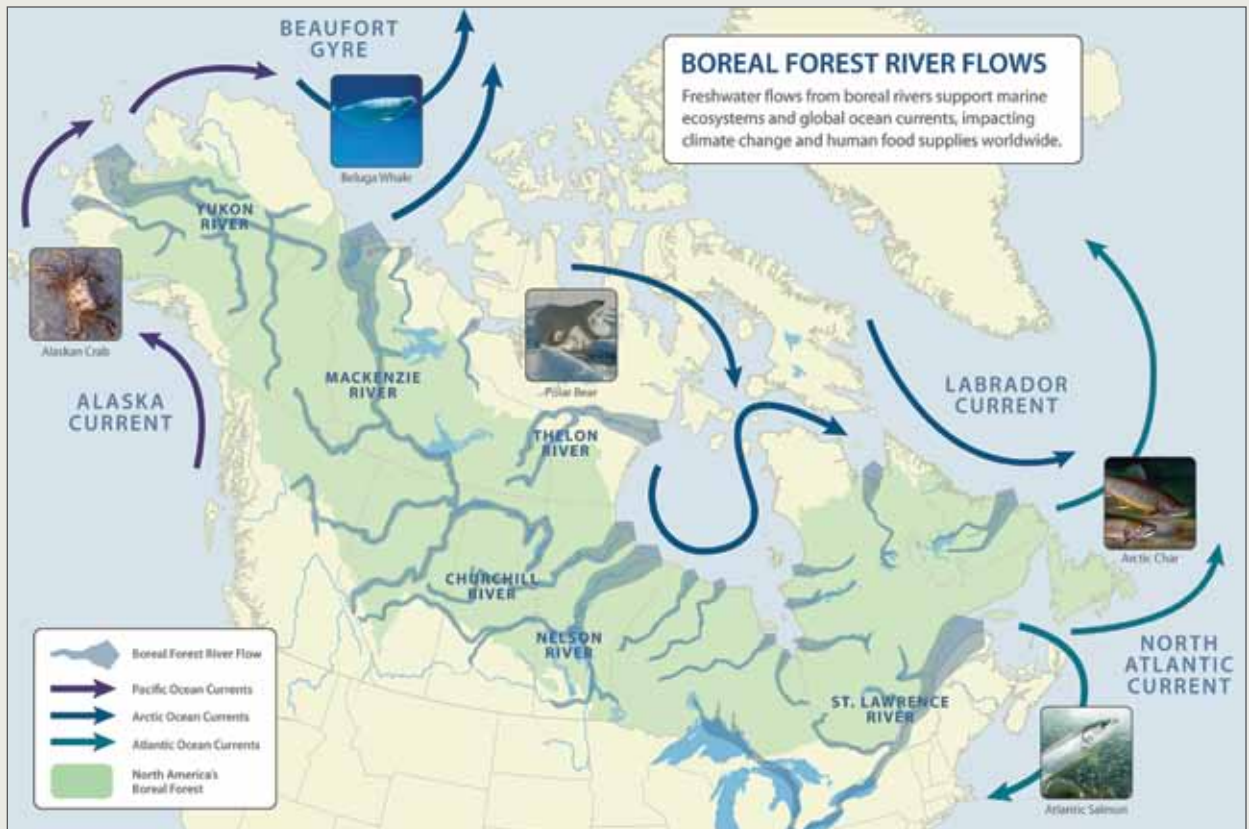 BEAUFORT
GYRE
BOREAL FOREST RIVER FLOWS
Freshwater flows from boreal rivers support marine
ecosystems and global ocean currents, impacting
climate change and human food supplies worldwide.
Beluga Whale
YUKON
RIVER
Alaskan Crab
ALASKA
CURRENT
MACKENZIE
RIVER
Polar Bear
THELON
RIVER
LABRADOR
CURRENT
Arctic Char
CHURCHILL
RIVER
NELSON
RIVER
NORTH
ATLANTIC
CURRENT
ST. LAWRENCE
RIVER
Atlantic Salmon
Boreal Forest River Flow
Pacific Ocean Currents
Arctic Ocean Currents
Atlantic Ocean Currents
North America's
Boreal Forest